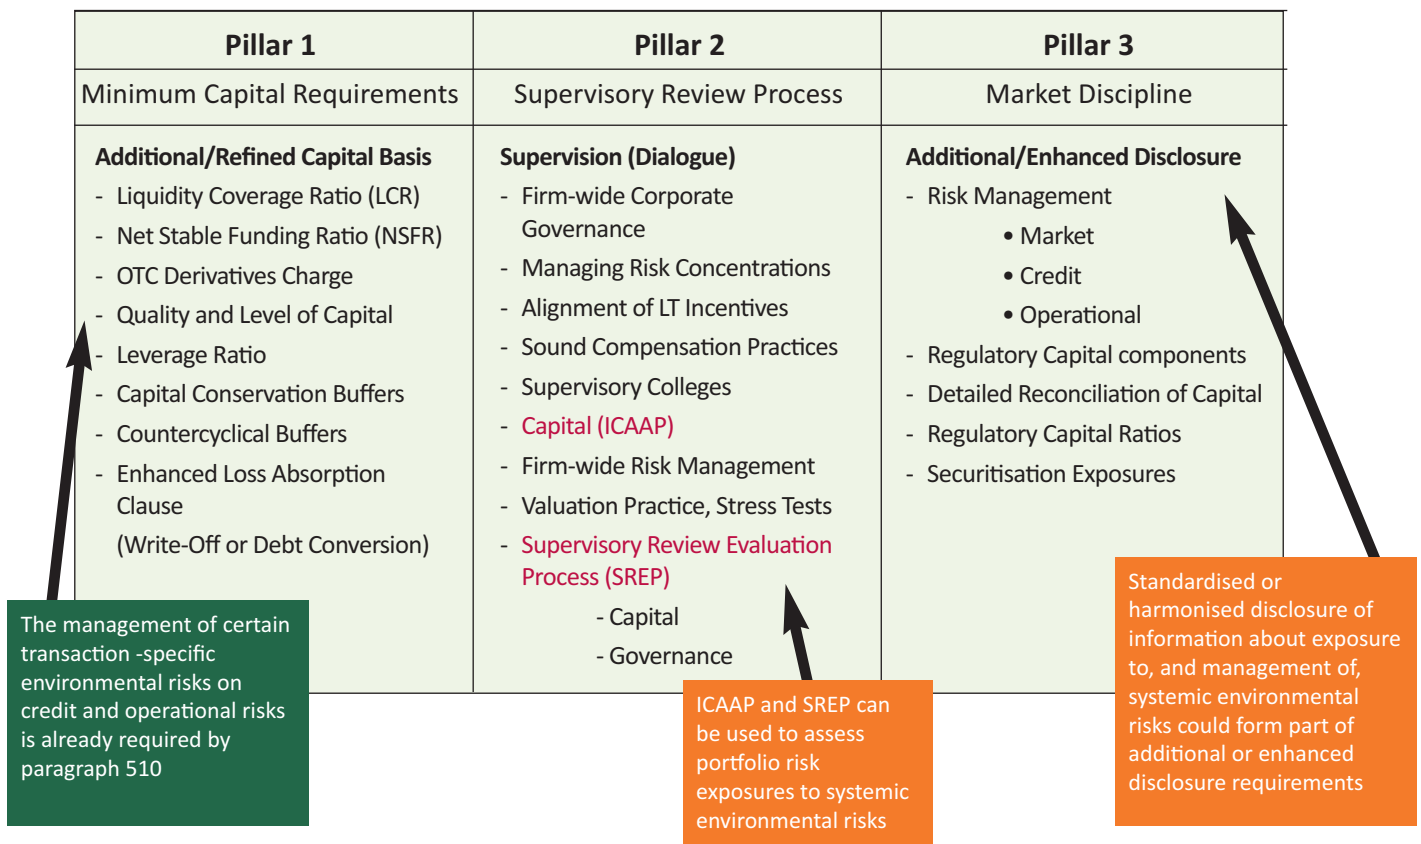 Pillar 1
Minimum Capital Requirements
Additional/Refined Capital Basis
- Liquidity Coverage Ratio (LCR)
- Net Stable Funding Ratio (NSFR)
- OTC Derivatives Charge
- Quality and Level of Capital
- Leverage Ratio
- Capital Conservation Buffers
- Countercyclical Buffers
- Enhanced Loss Absorption
Clause
(Write-Off or Debt Conversion)
The management of certain
transaction -specific
environmental risks on
credit and operational risks
is already required by
paragraph 510
Pillar 2
Supervisory Review Process
Supervision (Dialogue)
- Firm-wide Corporate
Governance
- Managing Risk Concentrations
- Alignment of LT Incentives
- Sound Compensation Practices
- Supervisory Colleges
- Capital (ICAAP)
- Firm-wide Risk Management
- Valuation Practice, Stress Tests
- Supervisory Review Evaluation
Process (SREP)
- Capital
- Governance
ICAAP and SREP can
be used to assess
portfolio risk
exposures to systemic
environmental risks
Pillar 3
Market Discipline
Additional/Enhanced Disclosure
- Risk Management
• Market
• Credit
• Operational
- Regulatory Capital components
- Detailed Reconciliation of Capital
- Regulatory Capital Ratios
- Securitisation Exposures
Standardised or
harmonised disclosure of
information about exposure
to, and management of,
systemic environmental
risks could form part of
additional or enhanced
disclosure requirements